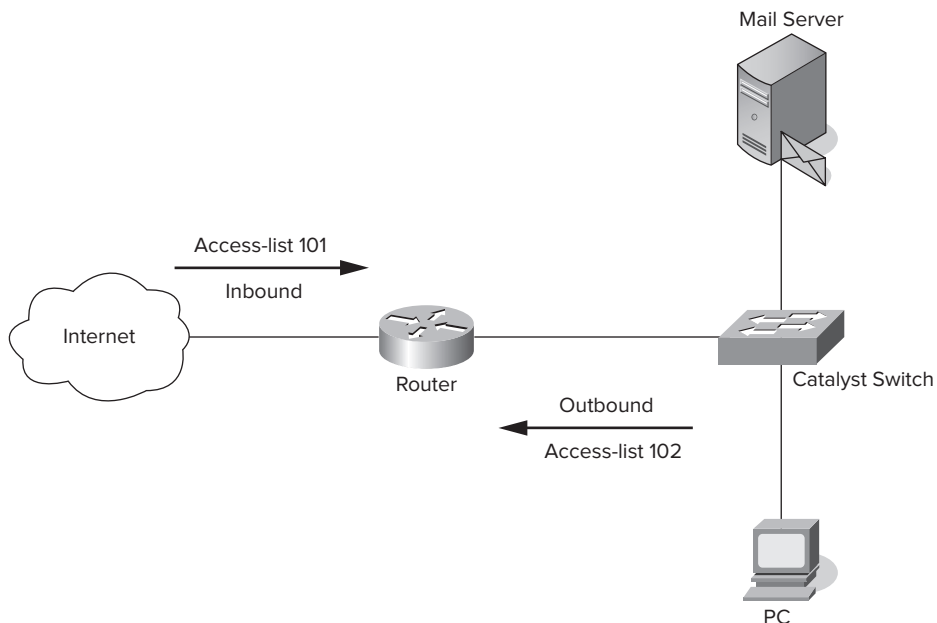 Mail Server
Access-list 101
Inbound
Internet
Router
Catalyst Switch
Outbound
Access-list 102
PC